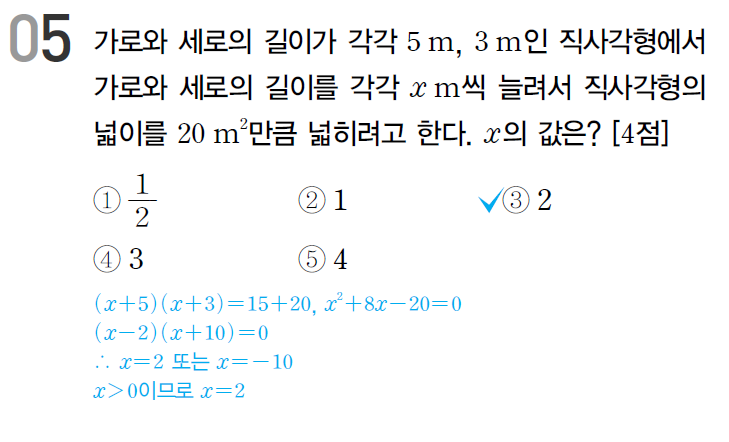 05 가로와 세로의 길이가 각각 5 m, 3 m인 직사각형에서
가로와 세로의 길이를 각각 x m씩 늘려서 직사각형의
넓이를 20 m²만큼 넓히려고 한다. x의 값은? [4점]
① 1/2 ② 1 ✓③ 2
④ 3 ⑤ 4
(x+5)(x+3)=15+20, x²+8x−20=0
(x−2)(x+10)=0
∴ x=2 또는 x=−10
x>0이므로 x=2